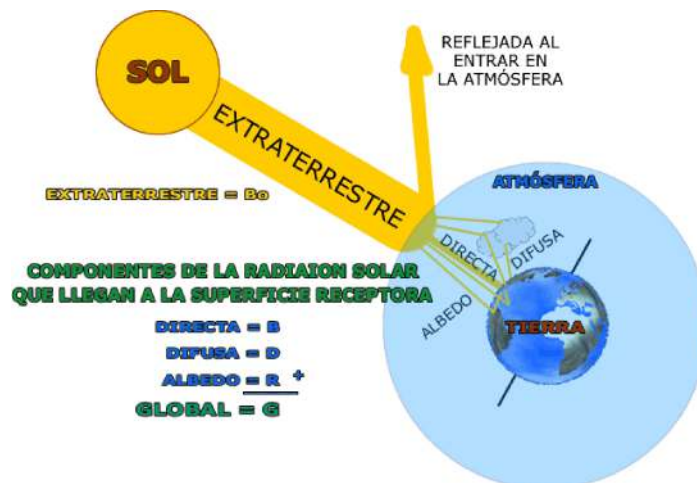 SOL
REFLEJADA AL
ENTRAR EN
LA ATMÓSFERA
EXTRATERRESTRE
ATMÓSFERA
EXTRATERRESTRE = Bo
DIRECTA
DIFUSA
ALBEDO
TIERRA
COMPONENTES DE LA RADIAION SOLAR
QUE LLEGAN A LA SUPERFICIE RECEPTORA
DIRECTA = B
DIFUSA = D
ALBEDO = R +
GLOBAL = G